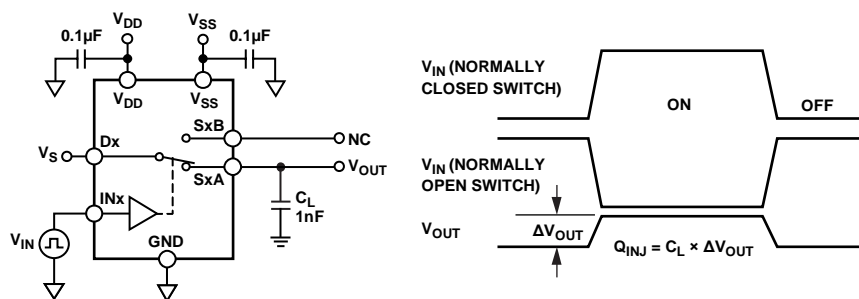 VDD
VSS
0.1µF
0.1µF
VDD
VSS
SxB
NC
VS
Dx
SxA
VOUT
INx
CL
1nF
VIN
GND
VIN (NORMALLY
CLOSED SWITCH)
ON
OFF
VIN (NORMALLY
OPEN SWITCH)
VOUT
ΔVOUT
QINJ = CL × ΔVOUT